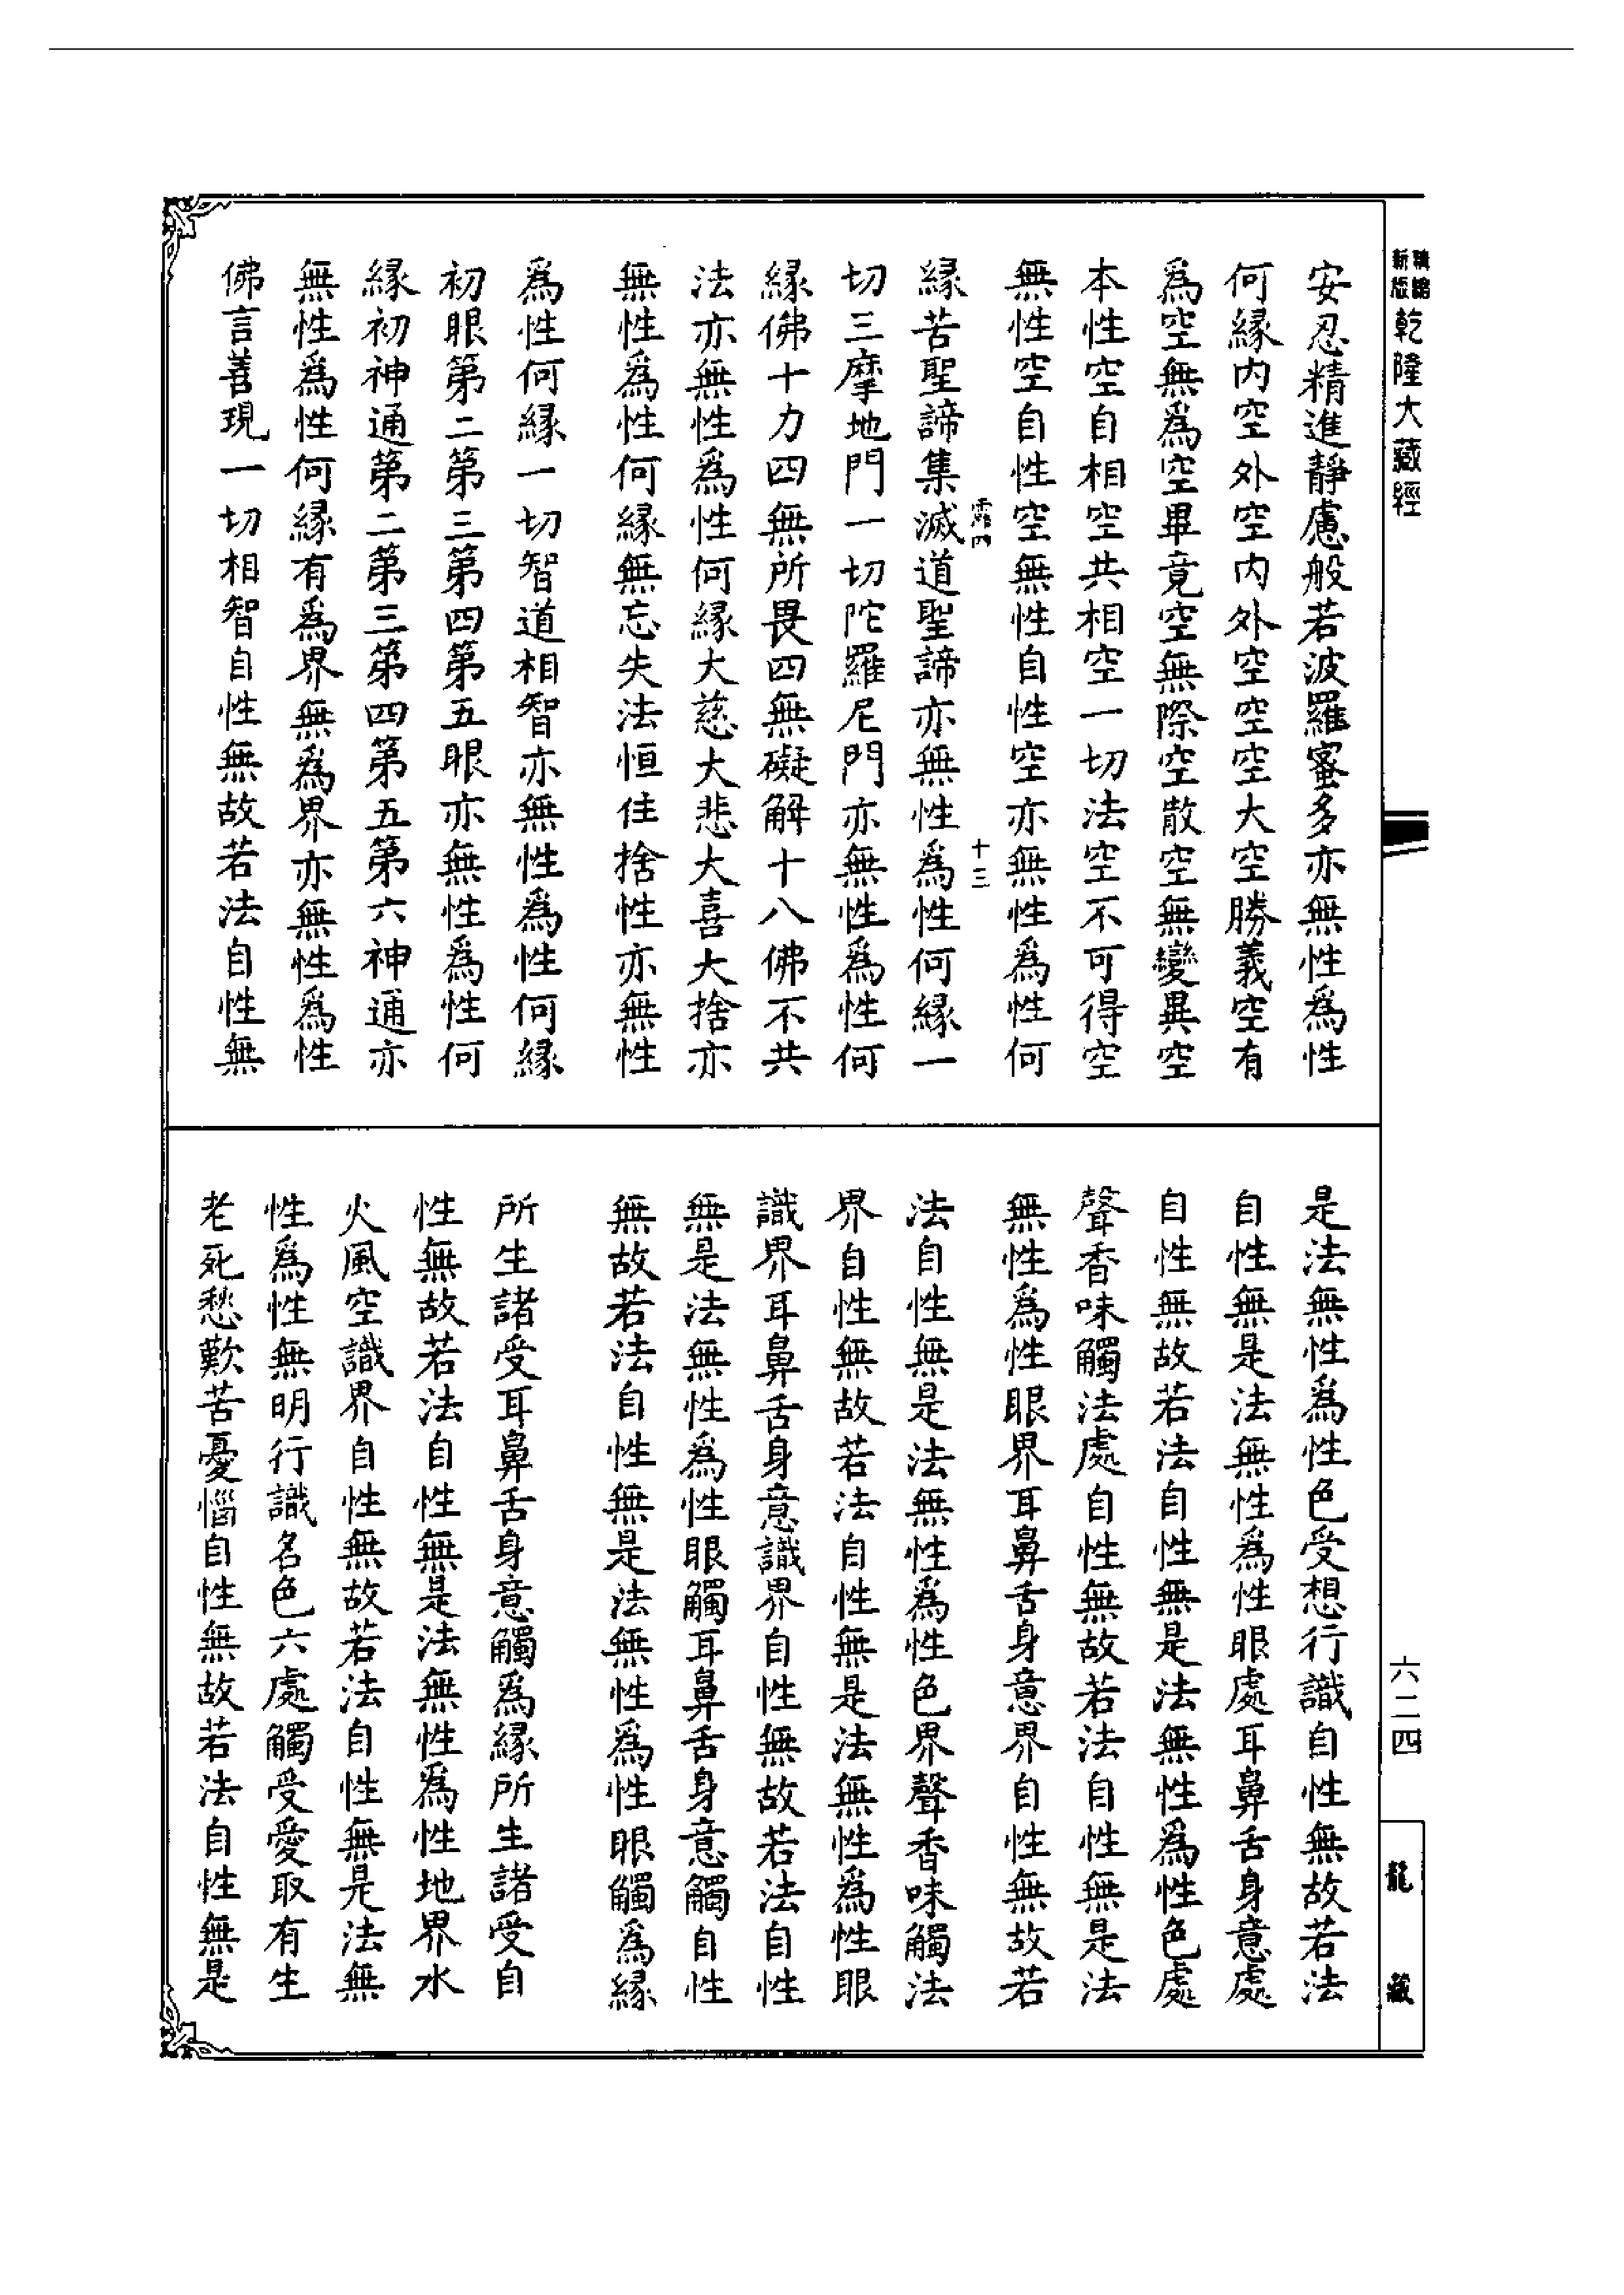 新版
乾隆大藏經
安忍精進靜慮般若波羅蜜多亦無性爲性
何緣內空外空內外空空空大空勝義空有
爲空無爲空畢竟空無際空散空無變異空
本性空自相空共相空一切法空不可得空
無性空自性空無性自性空亦無性爲性何
緣苦聖諦集滅道聖諦亦無性爲性何緣一
十三
切三摩地門一切陀羅尼門亦無性爲性何
緣佛十力四無所畏四無礙解十八佛不共
法亦無性爲性何緣大慈大悲大喜大捨亦
無性爲性何緣無忘失法恒住捨性亦無性
爲性何緣一切智道相智亦無性爲性何緣
初眼第二第三第四第五眼亦無性爲性何
緣初神通第二第三第四第五第六神通亦
無性爲性何緣有爲界無爲界亦無性爲性
佛言善現一切相智自性無故若法自性無
是法無性爲性色受想行識自性無故若法
自性無是法無性爲性眼處耳鼻舌身意處
自性無故若法自性無是法無性爲性色處
聲香味觸法處自性無故若法自性無是法
無性爲性眼界耳鼻舌身意界自性無故若
法自性無是法無性爲性色界聲香味觸法
界自性無故若法自性無是法無性爲性眼
識界耳鼻舌身意識界自性無故若法自性
無是法無性爲性眼觸耳鼻舌身意觸自性
無故若法自性無是法無性爲性眼觸爲緣
所生諸受耳鼻舌身意觸爲緣所生諸受自
性無故若法自性無是法無性爲性地界水
火風空識界自性無故若法自性無是法無
性爲性無明行識名色六處觸受愛取有生
老死愁歎苦憂惱自性無故若法自性無是
六二四
龍藏